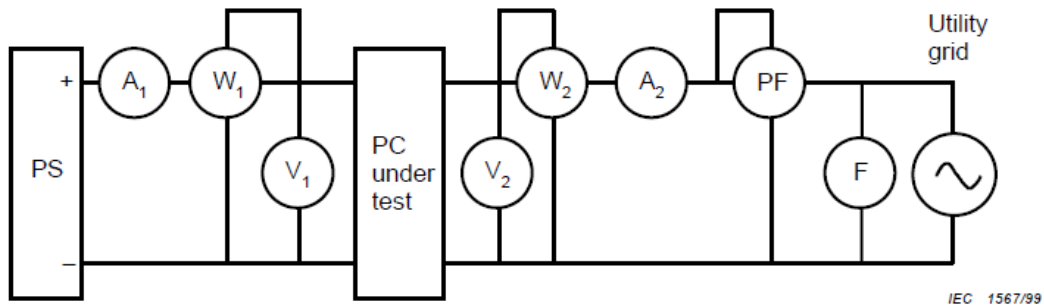 Utility
grid
+
A1
W1
W2
A2
PF
PS
V1
PC
under
test
V2
F
–
IEC 1567/99